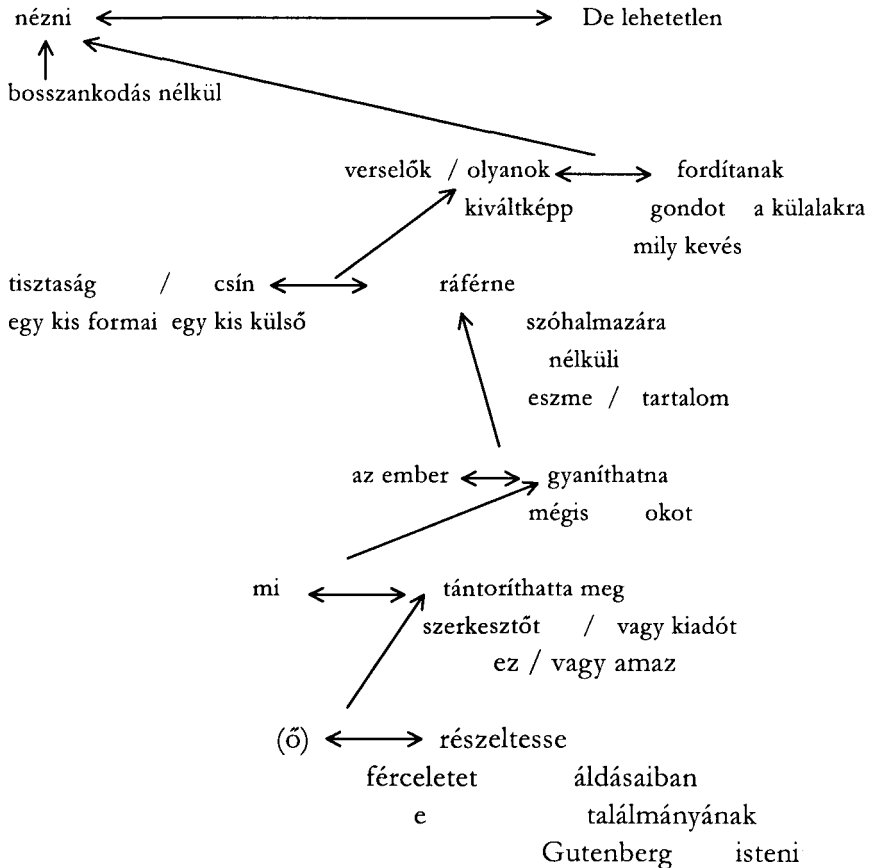 nézni De lehetetlen
bosszankodás nélkül
verselők / olyanok fordítanak
kiváltképp gondot a külalakra
mily kevés
tisztaság / csín ráférne
egy kis formai egy kis külső szóhalmazára
nélküli
eszme / tartalom
az ember gyaníthatna
mégis okot
mi tántoríthatta meg
szerkesztőt / vagy kiadót
ez / vagy amaz
(ő) részeltesse
férceletet áldásaiban
e találmányának
Gutenberg isteni